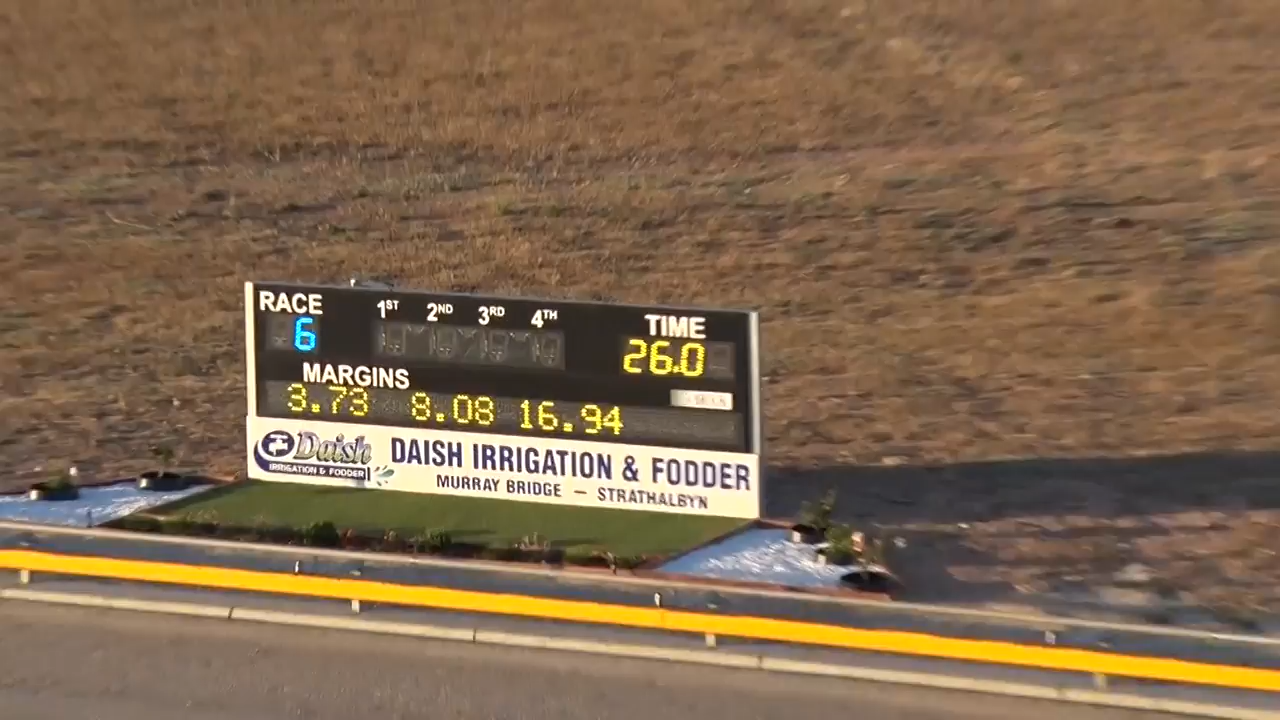 RACE 1ST 2ND 3RD 4TH TIME
6 26.0
MARGINS
3.73 8.08 16.94
Daish
IRRIGATION & FODDER
DAISH IRRIGATION & FODDER
MURRAY BRIDGE — STRATHALBYN